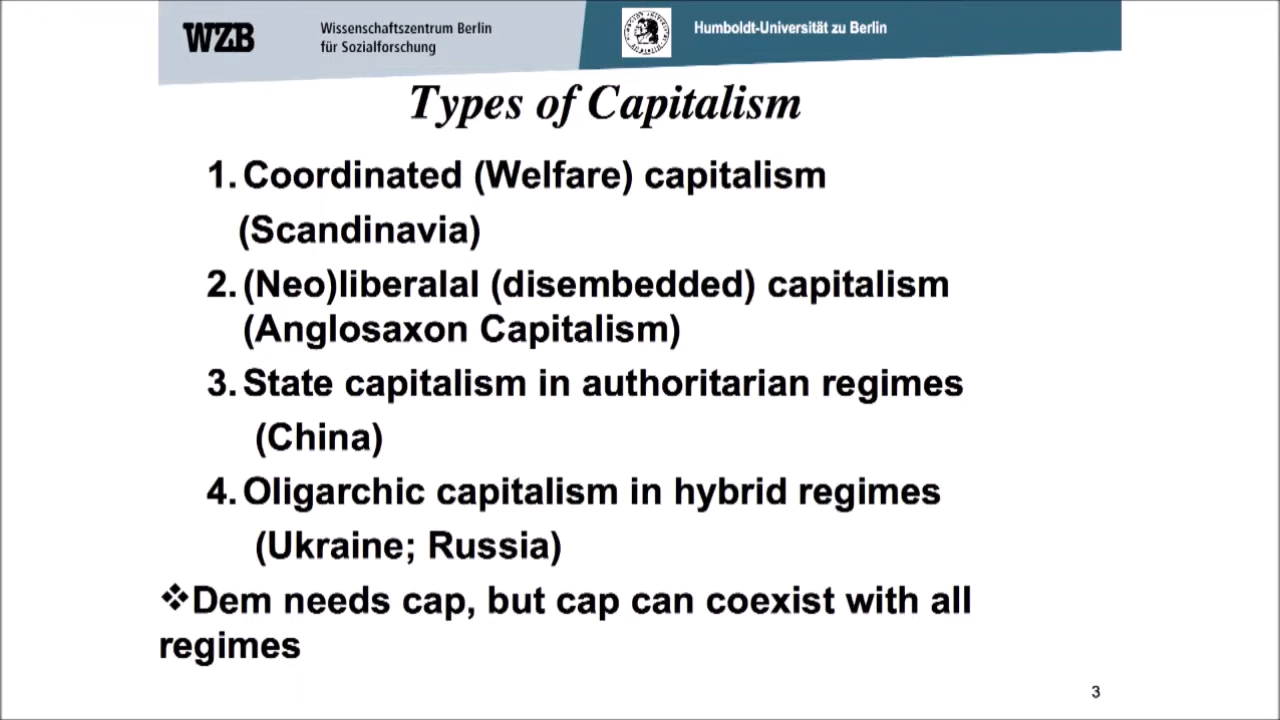 WZB
Wissenschaftszentrum Berlin
für Sozialforschung
Humboldt-Universität zu Berlin
Types of Capitalism
1. Coordinated (Welfare) capitalism
(Scandinavia)
2. (Neo)liberalal (disembedded) capitalism
(Anglosaxon Capitalism)
3. State capitalism in authoritarian regimes
(China)
4. Oligarchic capitalism in hybrid regimes
(Ukraine; Russia)
❖Dem needs cap, but cap can coexist with all
regimes
3